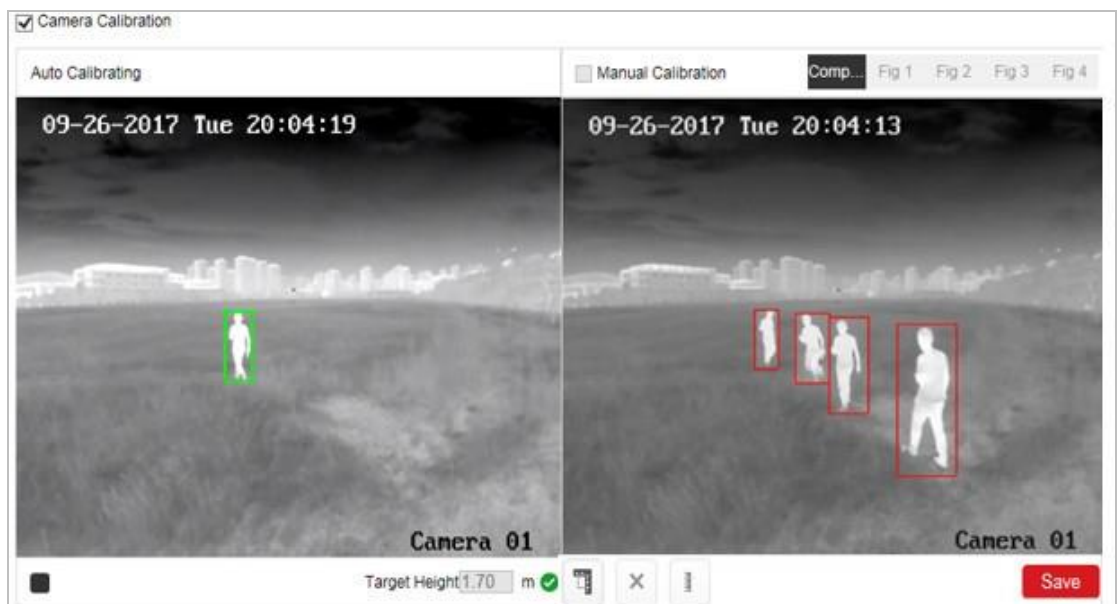 Camera Calibration
Auto Calibrating
Manual Calibration Comp... Fig 1 Fig 2 Fig 3 Fig 4
09-26-2017 Tue 20:04:19
09-26-2017 Tue 20:04:13
Camera 01
Camera 01
Target Height 1.70 m
Save